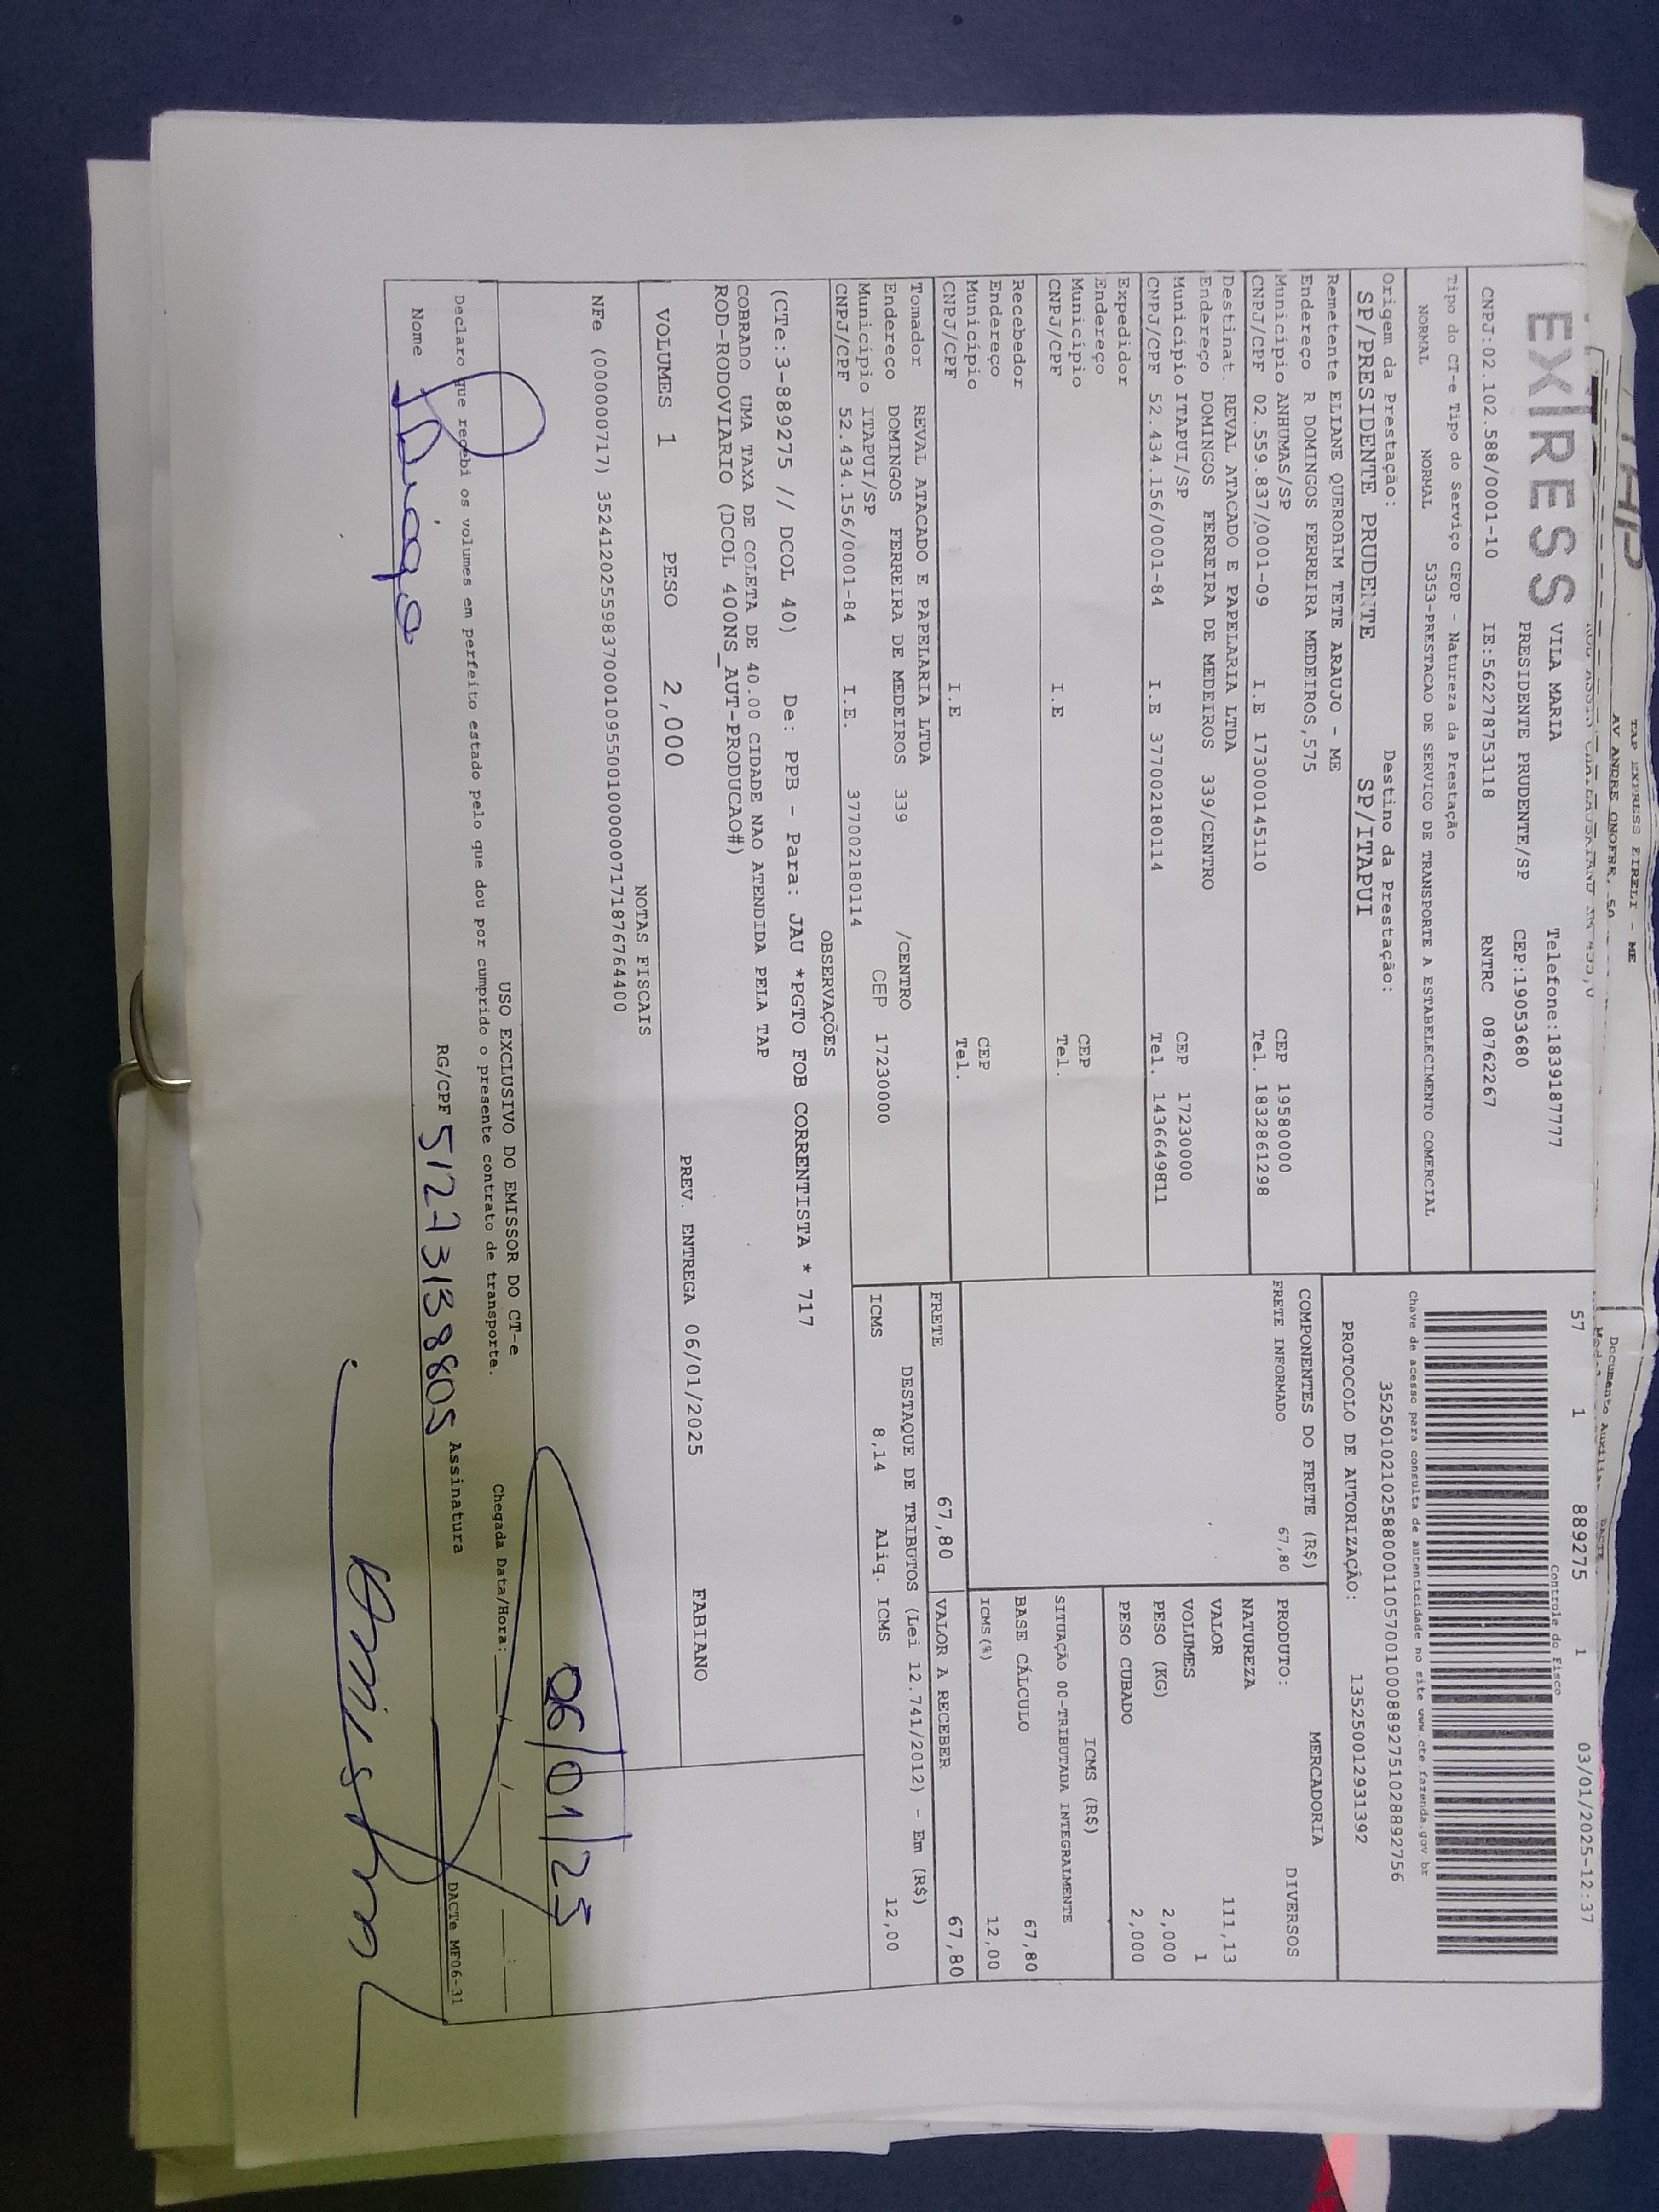 TAP EXPRESS EIRELI - ME
AV ANDRE ONOFRE, 50
EXPRESS
VILA MARIA
Telefone:1839187777
PRESIDENTE PRUDENTE/SP CEP:19053680
CNPJ:02.102.588/0001-10 IE:562278753118 RNTRC 08762267
Documento Auxiliar
DACTE
Controle do Fisco
57 1 889275 1 03/01/2025-12:37
Tipo do CT-e Tipo do Serviço CFOP - Natureza da Prestação
NORMAL NORMAL 5353-PRESTACAO DE SERVICO DE TRANSPORTE A ESTABELECIMENTO COMERCIAL
Chave de acesso para consulta de autenticidade no site www.cte.fazenda.gov.br
35250102102588000110570010008892751028892756
Origem da Prestação: Destino da Prestação:
SP/PRESIDENTE PRUDENTE SP/ITAPUI
PROTOCOLO DE AUTORIZAÇÃO: 135250012931392
Remetente ELIANE QUEROBIM TETE ARAUJO - ME
Endereço R DOMINGOS FERREIRA MEDEIROS,575
Município ANHUMAS/SP CEP 19580000
CNPJ/CPF 02.559.837/0001-09 I.E 173000145110 Tel. 1832861298
Destinat. REVAL ATACADO E PAPELARIA LTDA
Endereço DOMINGOS FERREIRA DE MEDEIROS 339/CENTRO
Município ITAPUI/SP CEP 17230000
CNPJ/CPF 52.434.156/0001-84 I.E 377002180114 Tel. 1436649811
Expedidor
Endereço
Município CEP
CNPJ/CPF I.E Tel.
Recebedor
Endereço
Município CEP
CNPJ/CPF I.E Tel.
Tomador REVAL ATACADO E PAPELARIA LTDA
Endereço DOMINGOS FERREIRA DE MEDEIROS 339 /CENTRO
Município ITAPUI/SP CEP 17230000
CNPJ/CPF 52.434.156/0001-84 I.E. 377002180114
COMPONENTES DO FRETE (R$)
FRETE INFORMADO 67,80
MERCADORIA
PRODUTO: DIVERSOS
NATUREZA
VALOR 111,13
VOLUMES 1
PESO (KG) 2,000
PESO CUBADO 2,000
ICMS (R$)
SITUAÇÃO 00-TRIBUTADA INTEGRALMENTE
BASE CÁLCULO 67,80
ICMS(%) 12,00
FRETE 67,80 VALOR A RECEBER 67,80
DESTAQUE DE TRIBUTOS (Lei 12.741/2012) - Em (R$)
ICMS 8,14 Aliq. ICMS 12,00
OBSERVAÇÕES
(CTe:3-889275 // DCOL 40) De: PPB - Para: JAU *PGTO FOB CORRENTISTA * 717
COBRADO UMA TAXA DE COLETA DE 40.00 CIDADE NAO ATENDIDA PELA TAP
ROD-RODOVIARIO (DCOL 400NS_AUT-PRODUCAO#)
VOLUMES 1 PESO 2,000 PREV. ENTREGA 06/01/2025 FABIANO
NOTAS FISCAIS
NFe (000000717) 35241202559837000109550010000007171876764400
06/01/25
USO EXCLUSIVO DO EMISSOR DO CT-e
Declaro que recebi os volumes em perfeito estado pelo que dou por cumprido o presente contrato de transporte.
Chegada Data/Hora: ___/___/___ __:__
Nome RG/CPF Assinatura
DACTe MF06-31